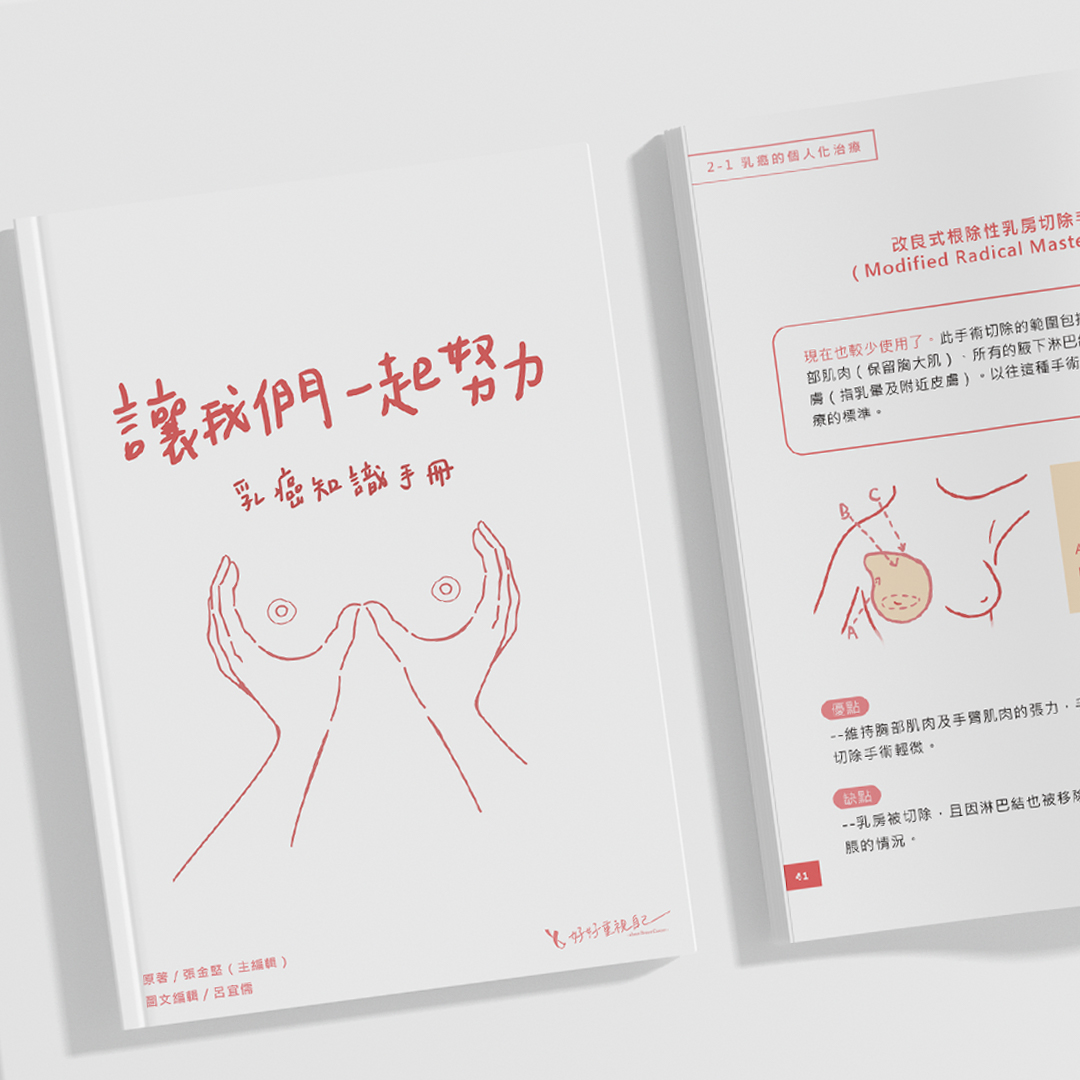 讓我們一起努力
乳癌知識手冊
原著 / 張金堅（主編輯）
圖文編輯 / 呂宜儒
好好重視自己
2-1 乳癌的個人化治療
改良式根除性乳房切除
(Modified Radical
現在也較少使用了。此手術切除的範圍包
部肌肉（保留胸大肌）、所有的腋下淋巴
膚（指乳暈及附近皮膚）。以往這種手術
療的標準。
B
C
A
A
優點
--維持胸部肌肉及手臂肌肉的張力，
切除手術輕微。
缺點
--乳房被切除，且因淋巴結也被移除
脹的情況。
41